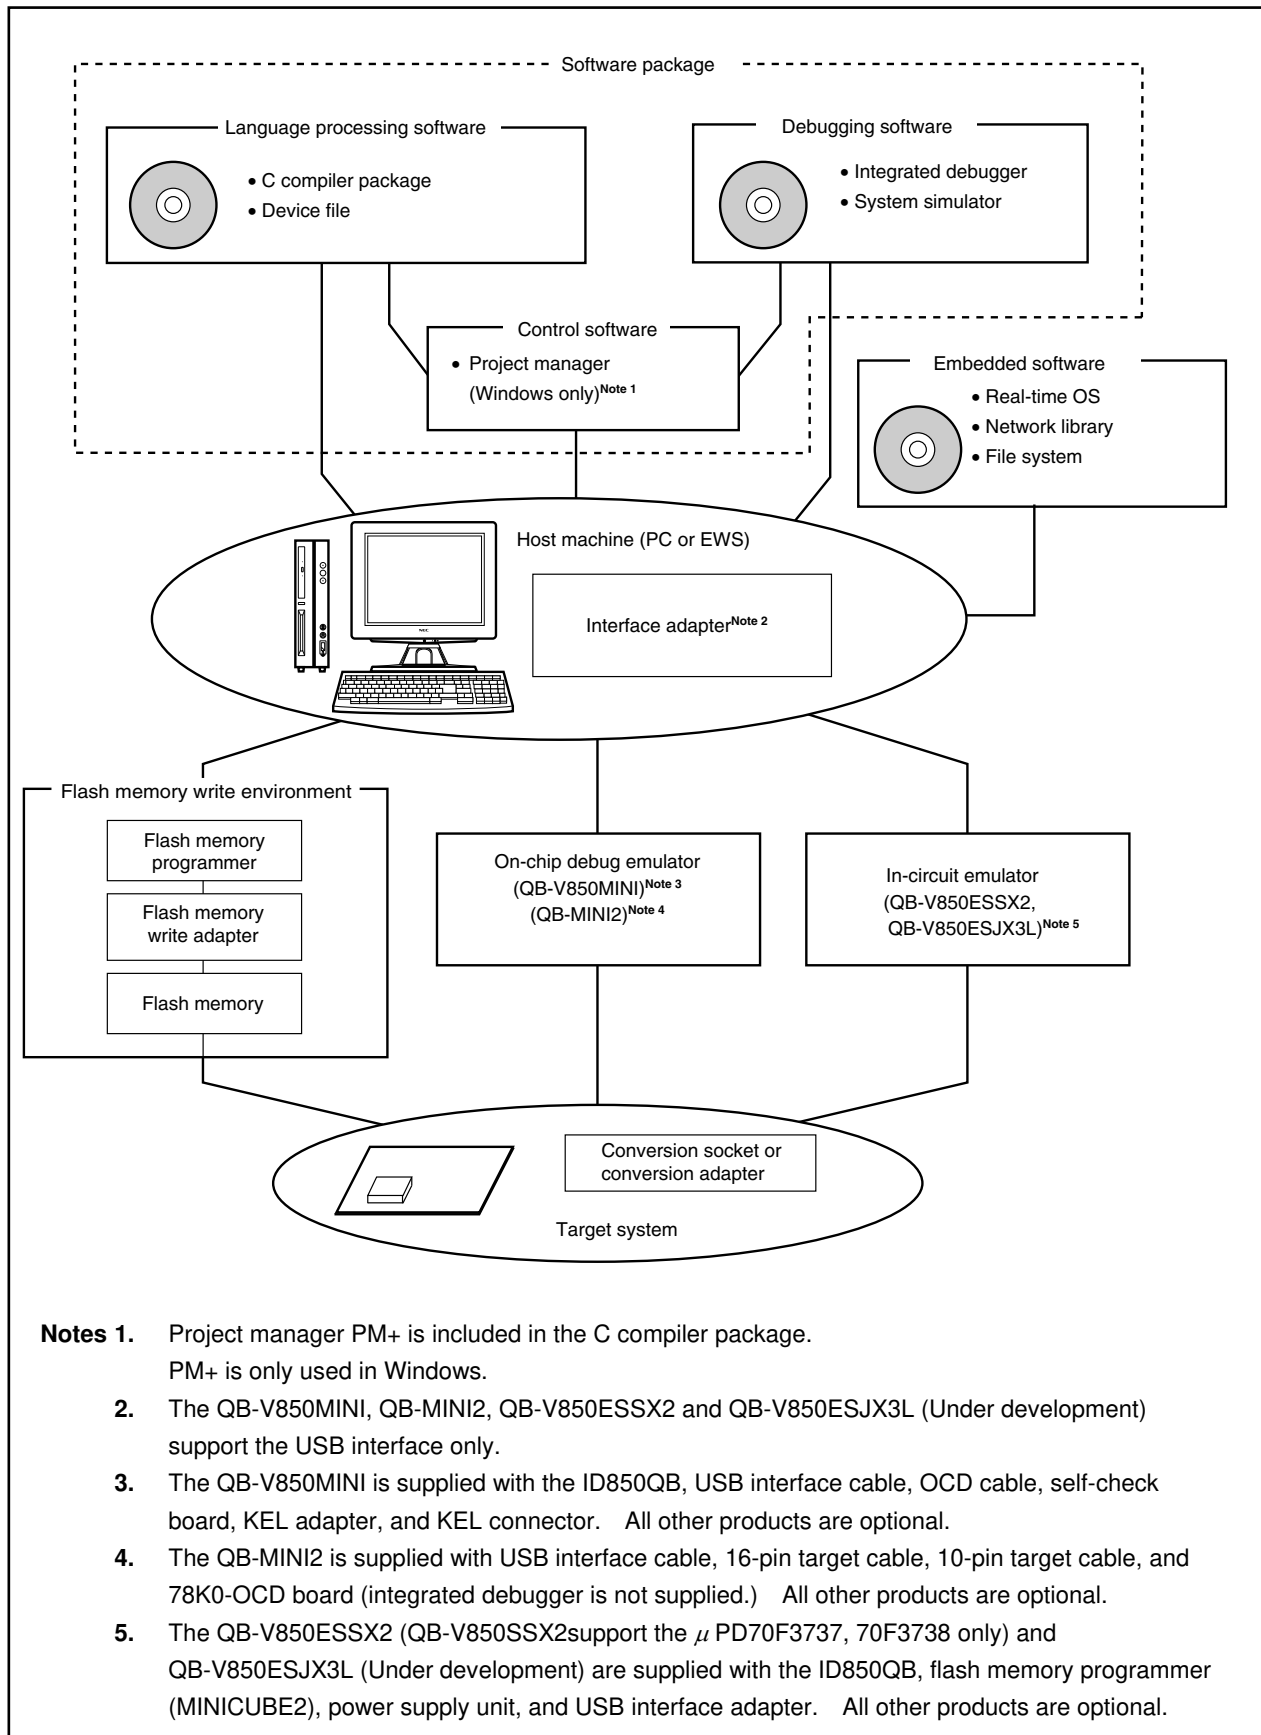 Software package
Language processing software
• C compiler package
• Device file
Debugging software
• Integrated debugger
• System simulator
Control software
• Project manager
(Windows only)Note 1
Embedded software
• Real-time OS
• Network library
• File system
Host machine (PC or EWS)
NEC
Interface adapterNote 2
Flash memory write environment
Flash memory
programmer
Flash memory
write adapter
Flash memory
On-chip debug emulator
(QB-V850MINI)Note 3
(QB-MINI2)Note 4
In-circuit emulator
(QB-V850ESSX2,
QB-V850ESJX3L)Note 5
Conversion socket or
conversion adapter
Target system
Notes 1. Project manager PM+ is included in the C compiler package.
PM+ is only used in Windows.
2. The QB-V850MINI, QB-MINI2, QB-V850ESSX2 and QB-V850ESJX3L (Under development)
support the USB interface only.
3. The QB-V850MINI is supplied with the ID850QB, USB interface cable, OCD cable, self-check
board, KEL adapter, and KEL connector. All other products are optional.
4. The QB-MINI2 is supplied with USB interface cable, 16-pin target cable, 10-pin target cable, and
78K0-OCD board (integrated debugger is not supplied.) All other products are optional.
5. The QB-V850ESSX2 (QB-V850SSX2support the μ PD70F3737, 70F3738 only) and
QB-V850ESJX3L (Under development) are supplied with the ID850QB, flash memory programmer
(MINICUBE2), power supply unit, and USB interface adapter. All other products are optional.